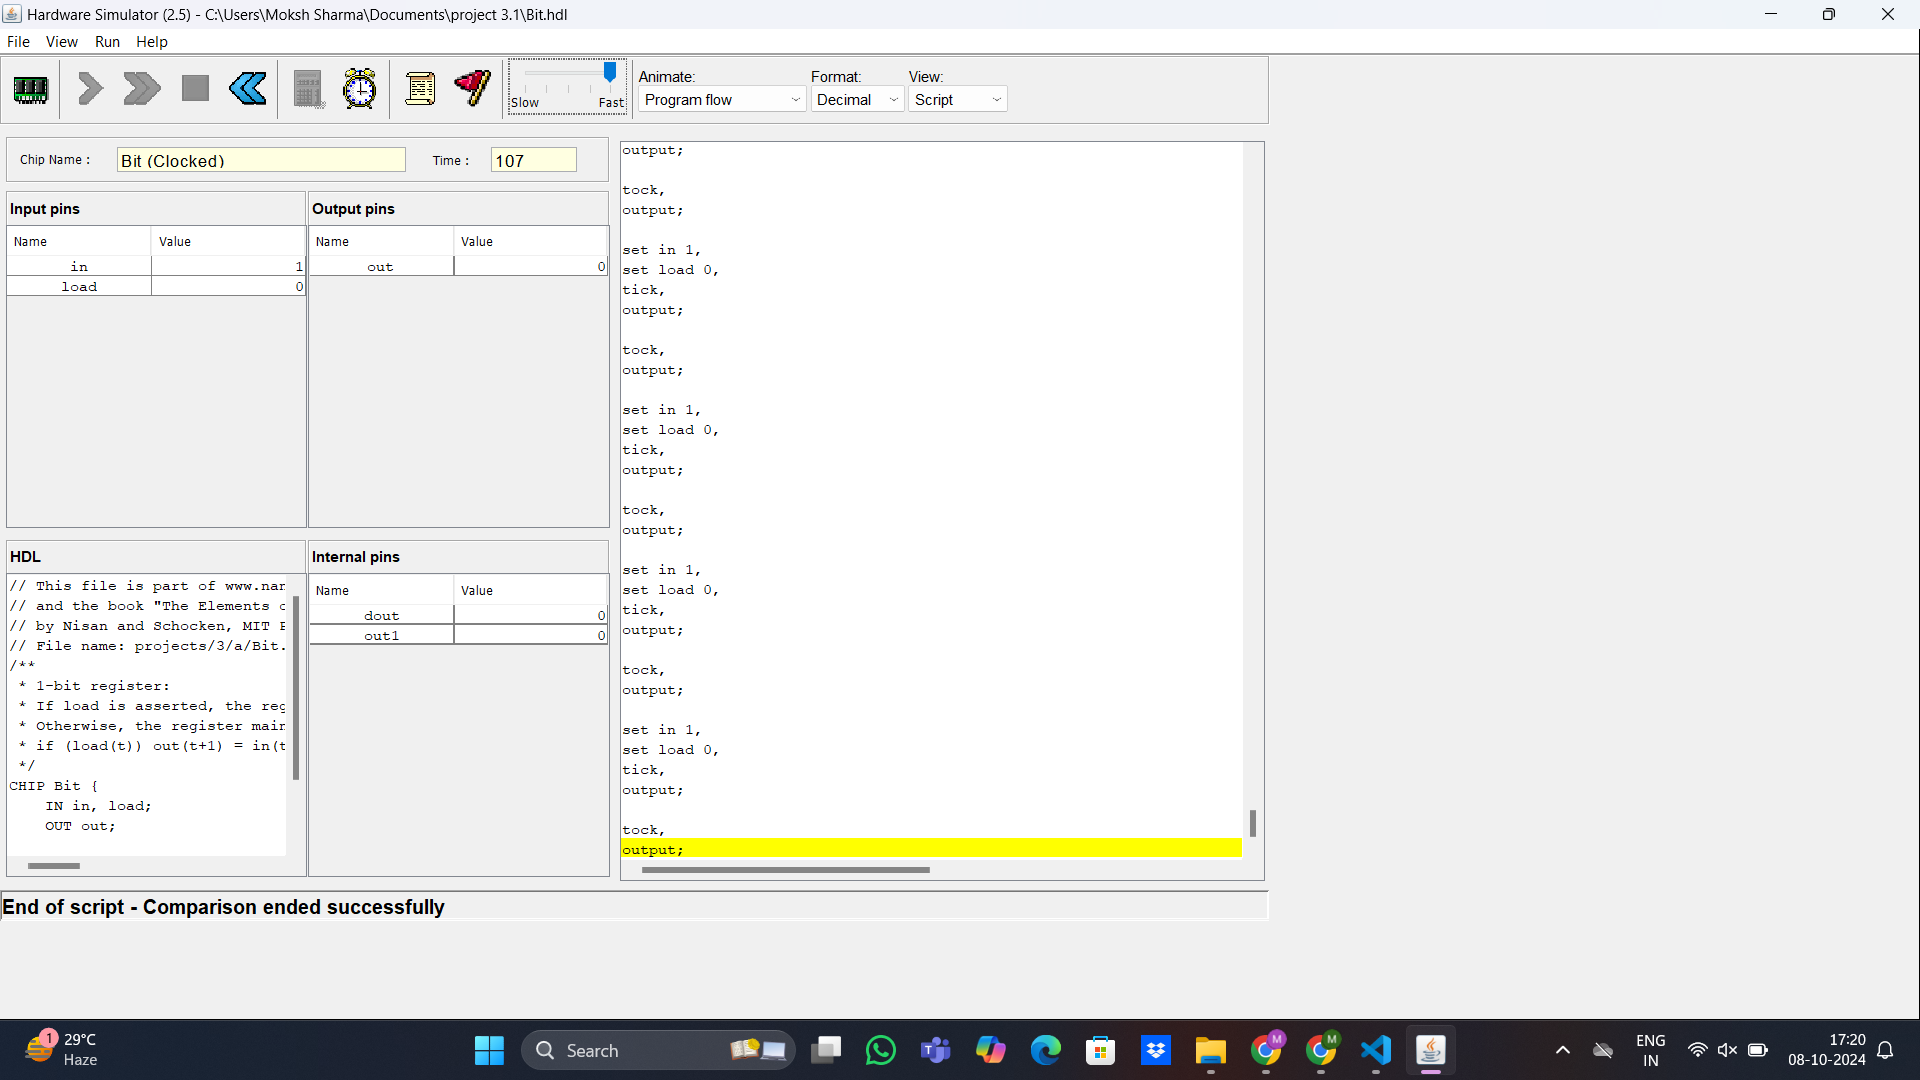 Hardware Simulator (2.5) - C:\Users\Moksh Sharma\Documents\project 3.1\Bit.hdl
File View Run Help
Slow Fast
Animate: Format: View:
Program flow Decimal Script
Chip Name : Bit (Clocked) Time : 107
Input pins
Name Value
in 1
load 0
Output pins
Name Value
out 0
HDL
// This file is part of www.nan
// and the book "The Elements o
// by Nisan and Schocken, MIT P
// File name: projects/3/a/Bit.
/**
* 1-bit register:
* If load is asserted, the reg
* Otherwise, the register main
* if (load(t)) out(t+1) = in(t
*/
CHIP Bit {
IN in, load;
OUT out;
Internal pins
Name Value
dout 0
out1 0
output;
tock,
output;
set in 1,
set load 0,
tick,
output;
tock,
output;
set in 1,
set load 0,
tick,
output;
tock,
output;
set in 1,
set load 0,
tick,
output;
tock,
output;
set in 1,
set load 0,
tick,
output;
tock,
output;
End of script - Comparison ended successfully
1
29°C
Haze
Search
M
M
ENG
IN
17:20
08-10-2024